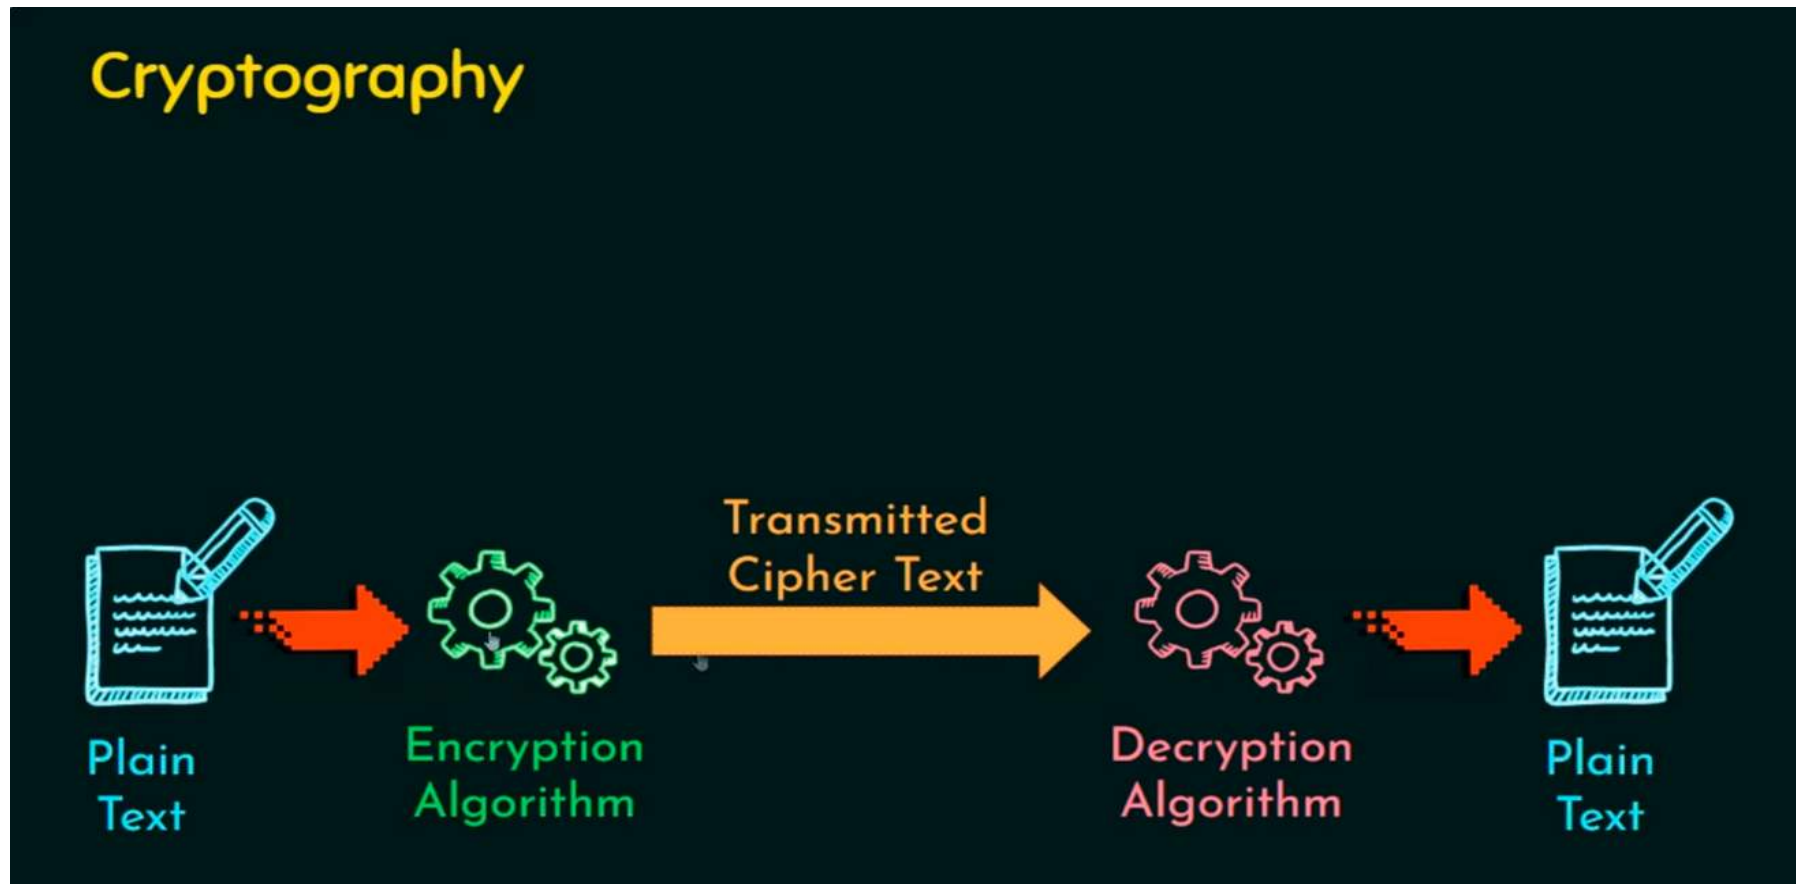 Cryptography
Transmitted
Cipher Text
Plain
Text
Encryption
Algorithm
Decryption
Algorithm
Plain
Text